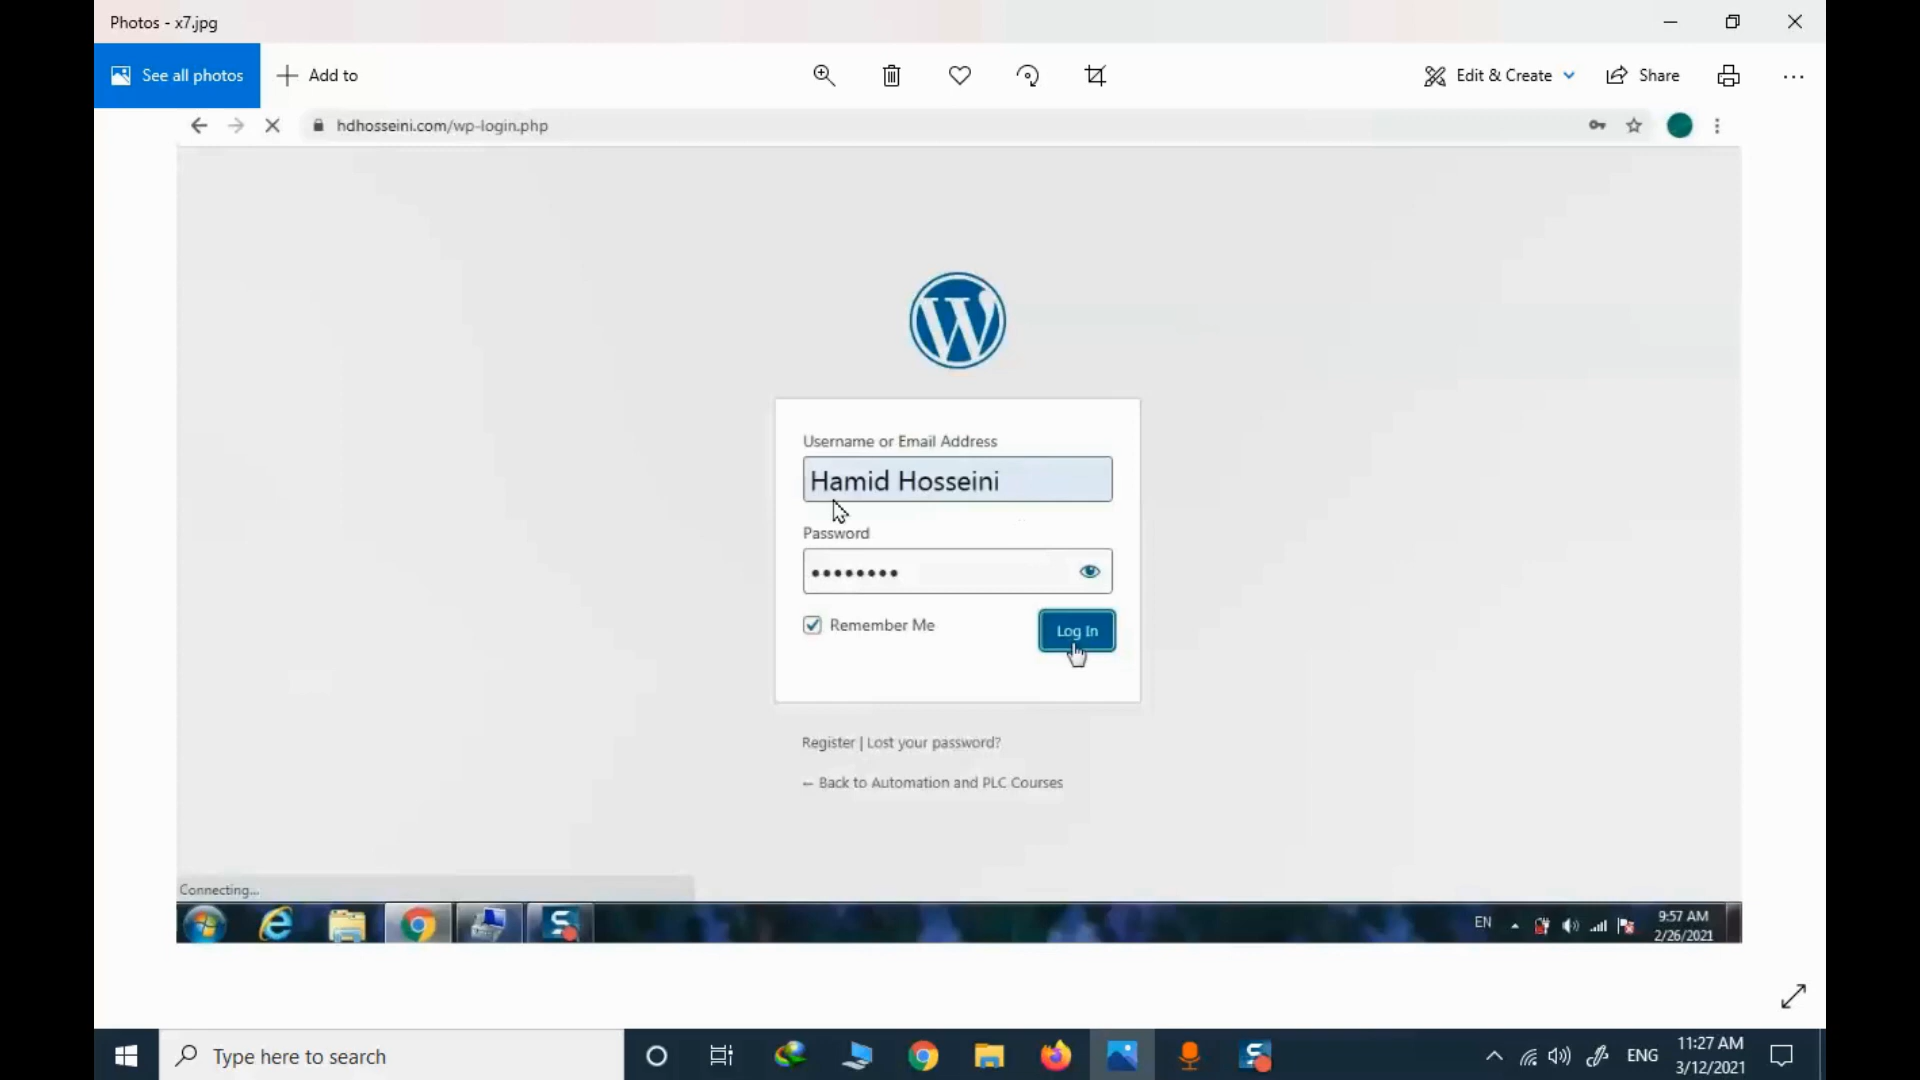 Photos - x7.jpg
See all photos
Add to
Edit & Create
Share
hdhosseini.com/wp-login.php
Username or Email Address
Hamid Hosseini
Password
Remember Me
Log In
Register | Lost your password?
← Back to Automation and PLC Courses
Connecting...
EN
9:57 AM
2/26/2021
Type here to search
ENG
11:27 AM
3/12/2021